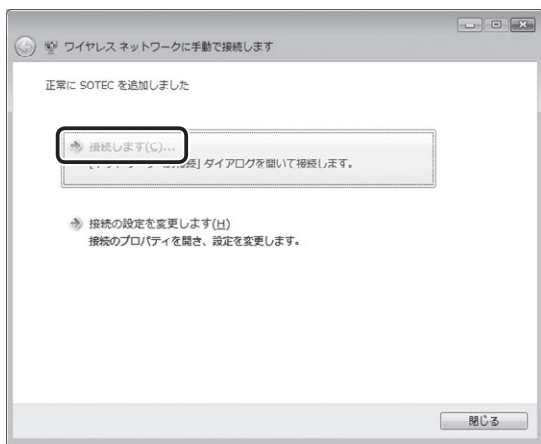 ワイヤレス ネットワークに手動で接続します
正常に SOTEC を追加しました
接続します(C)...
ダイアログを開いて接続します。
接続の設定を変更します(H)
接続のプロパティを開き、設定を変更します。
閉じる